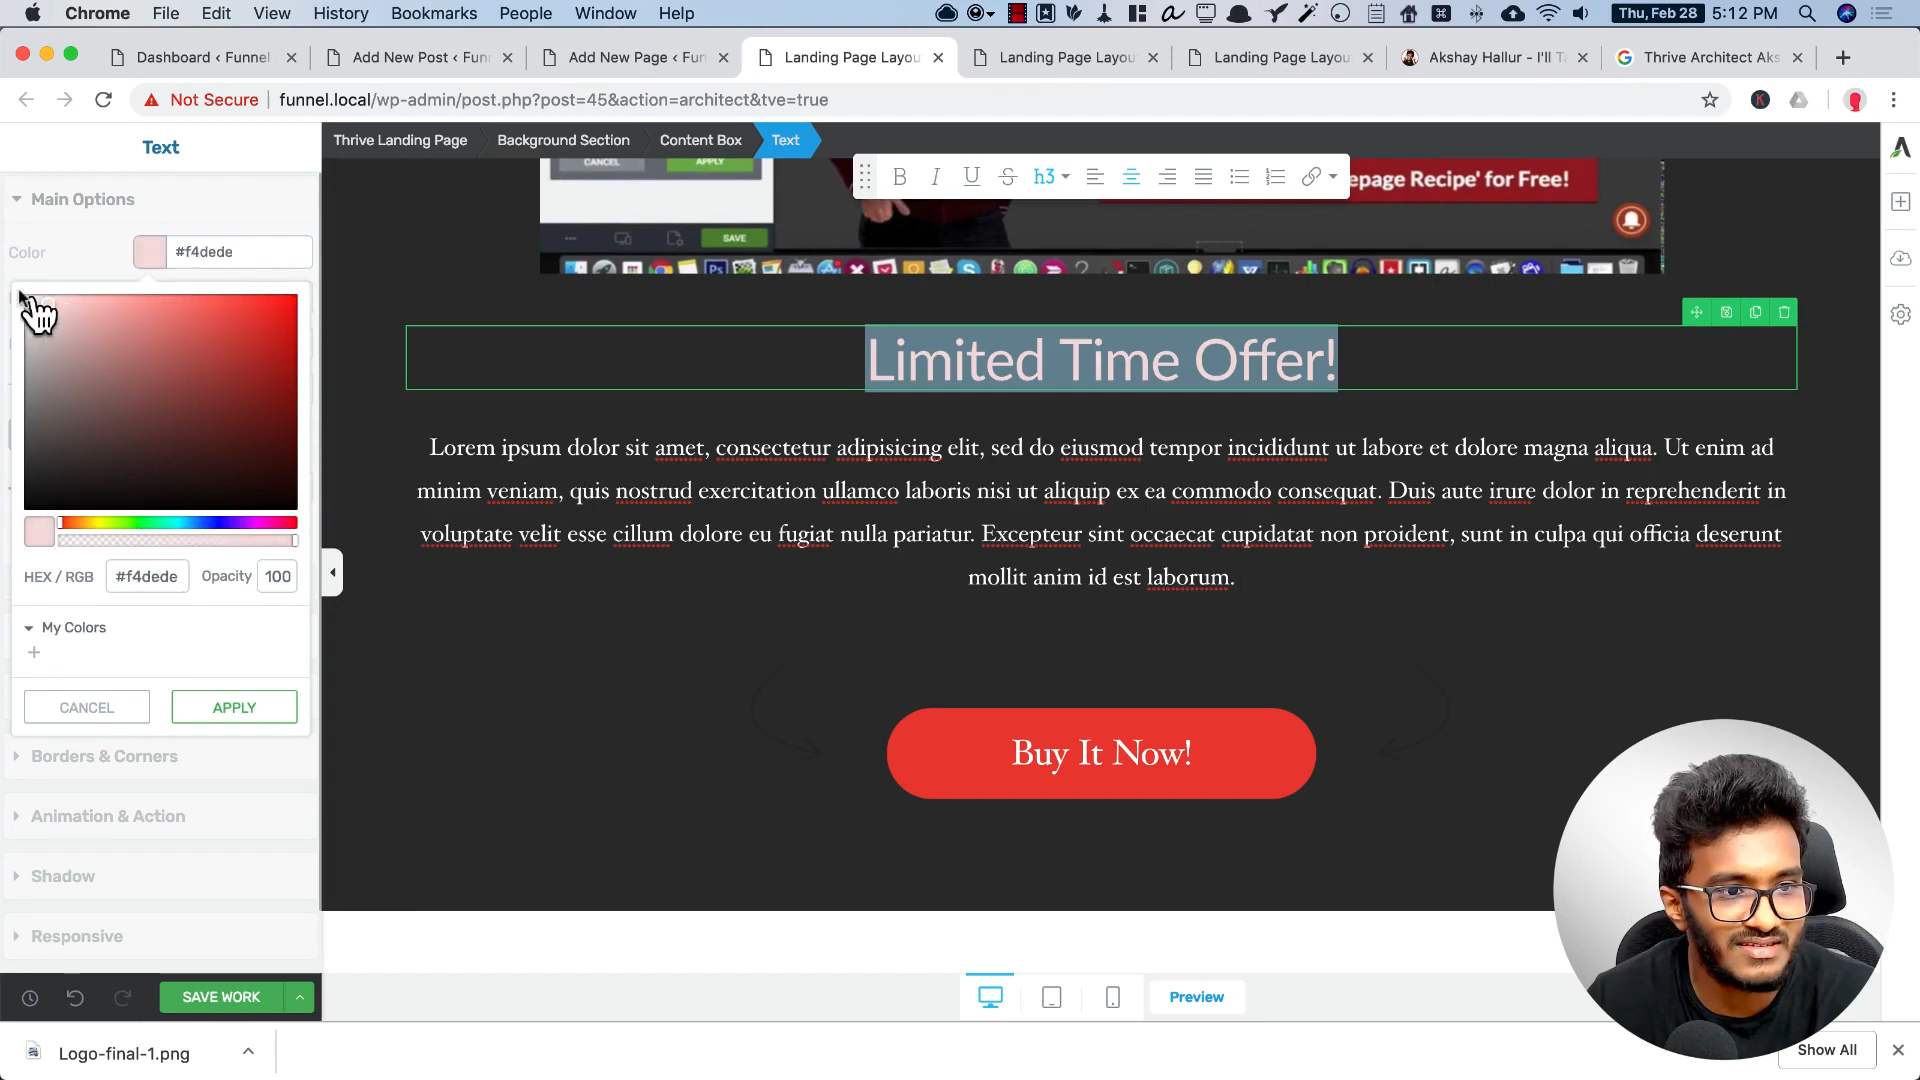 Chrome File Edit View History Bookmarks People Window Help
Thu, Feb 28 5:12 PM
Dashboard ‹ Funnel
Add New Post ‹ Funn
Add New Page ‹ Fun
Landing Page Layou
Landing Page Layou
Landing Page Layou
Akshay Hallur - I'll T
Thrive Architect Aks
Not Secure funnel.local/wp-admin/post.php?post=45&action=architect&tve=true
Text
Thrive Landing Page Background Section Content Box Text
CANCEL APPLY
h3
epage Recipe' for Free!
Main Options
Color #f4dede
SAVE
Limited Time Offer!
Lorem ipsum dolor sit amet, consectetur adipisicing elit, sed do eiusmod tempor incididunt ut labore et dolore magna aliqua. Ut enim ad
minim veniam, quis nostrud exercitation ullamco laboris nisi ut aliquip ex ea commodo consequat. Duis aute irure dolor in reprehenderit in
voluptate velit esse cillum dolore eu fugiat nulla pariatur. Excepteur sint occaecat cupidatat non proident, sunt in culpa qui officia deserunt
mollit anim id est laborum.
HEX / RGB #f4dede Opacity 100
My Colors
CANCEL APPLY
Buy It Now!
Borders & Corners
Animation & Action
Shadow
Responsive
SAVE WORK
Preview
Logo-final-1.png
Show All